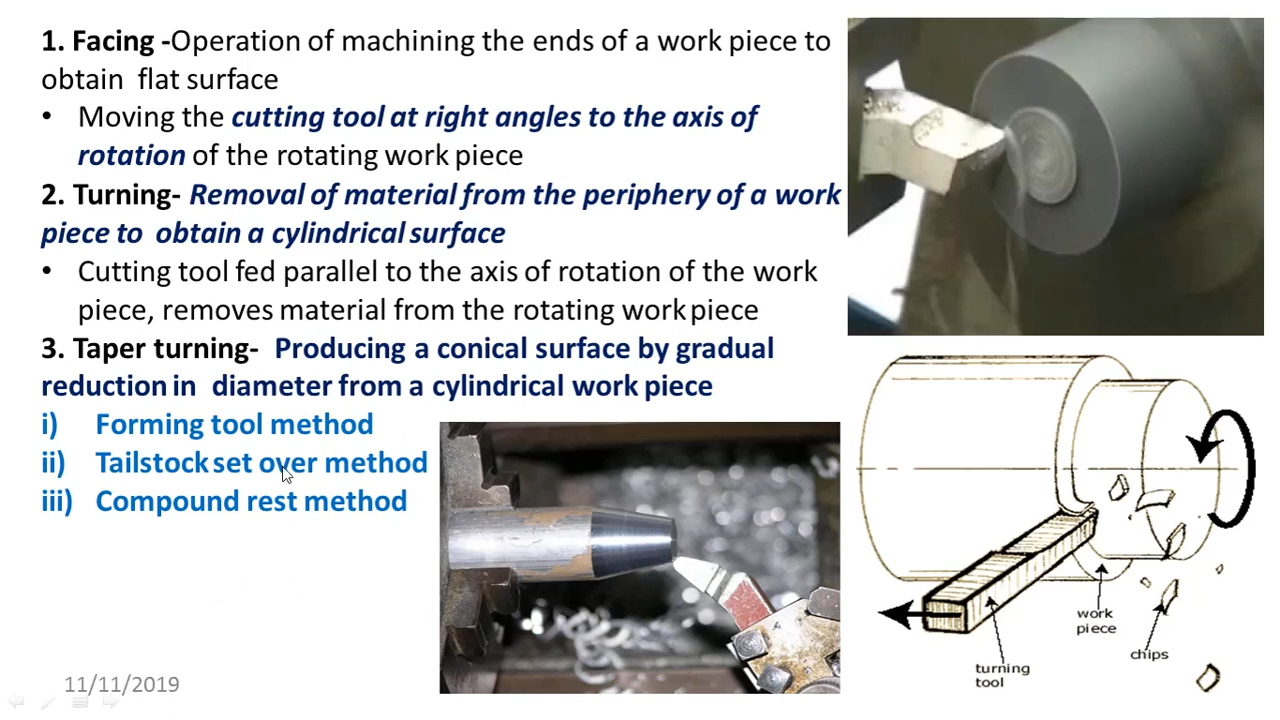 1. Facing -Operation of machining the ends of a work piece to
obtain flat surface
• Moving the cutting tool at right angles to the axis of
rotation of the rotating work piece
2. Turning- Removal of material from the periphery of a work
piece to obtain a cylindrical surface
• Cutting tool fed parallel to the axis of rotation of the work
piece, removes material from the rotating work piece
3. Taper turning- Producing a conical surface by gradual
reduction in diameter from a cylindrical work piece
i) Forming tool method
ii) Tailstock set over method
iii) Compound rest method
work
piece
chips
turning
tool
11/11/2019